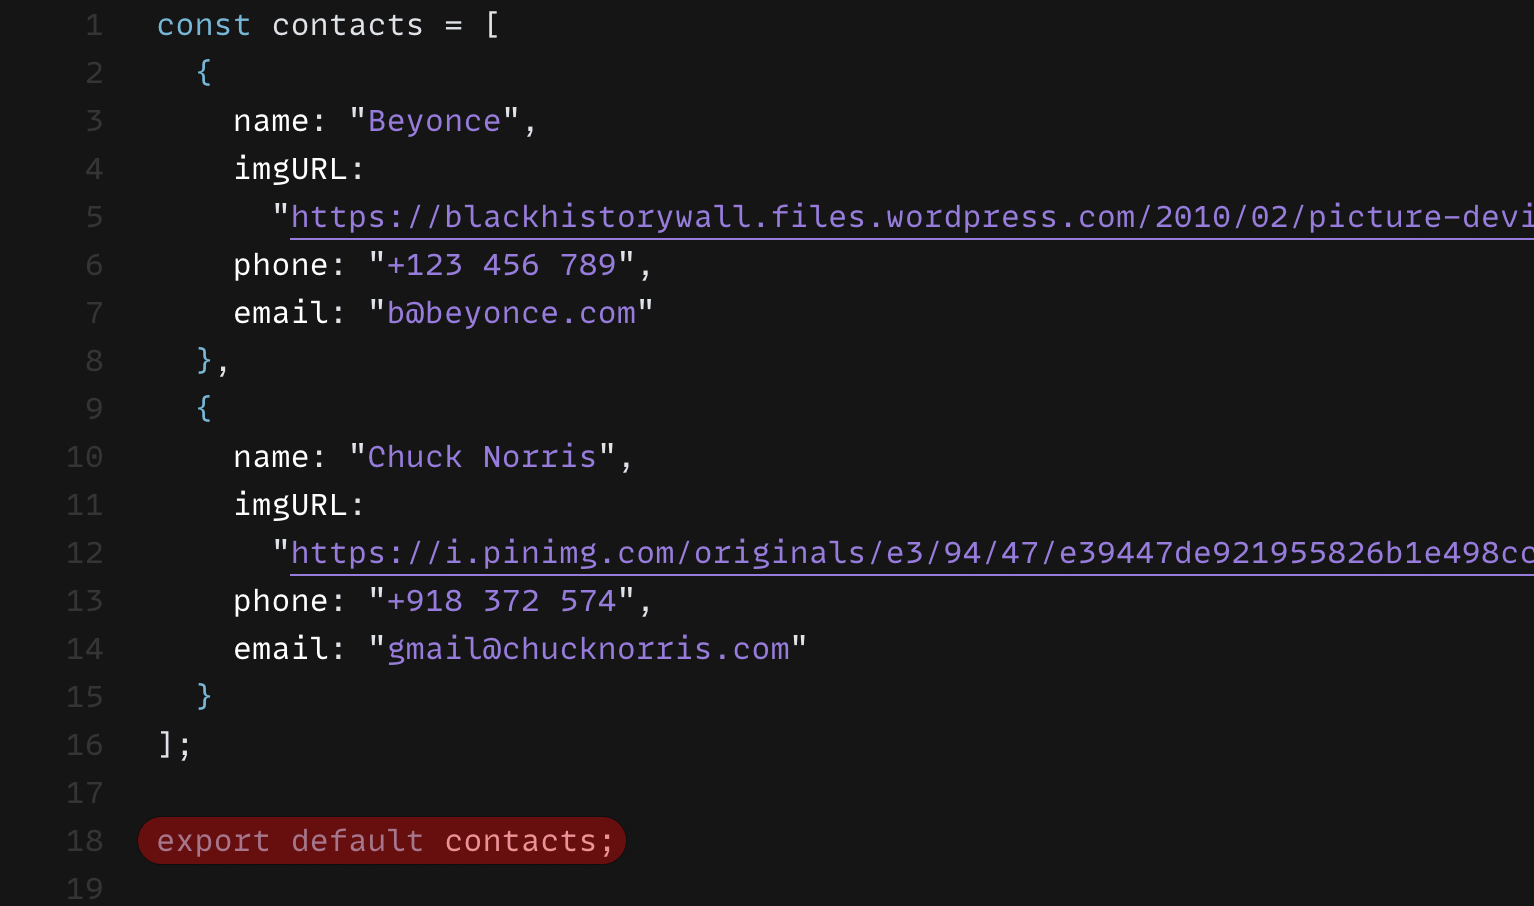 1 const contacts = [
2 {
3 name: "Beyonce",
4 imgURL:
5 "https://blackhistorywall.files.wordpress.com/2010/02/picture-devi
6 phone: "+123 456 789",
7 email: "b@beyonce.com"
8 },
9 {
10 name: "Chuck Norris",
11 imgURL:
12 "https://i.pinimg.com/originals/e3/94/47/e39447de921955826b1e498cc
13 phone: "+918 372 574",
14 email: "gmail@chucknorris.com"
15 }
16 ];
17
18 export default contacts;
19